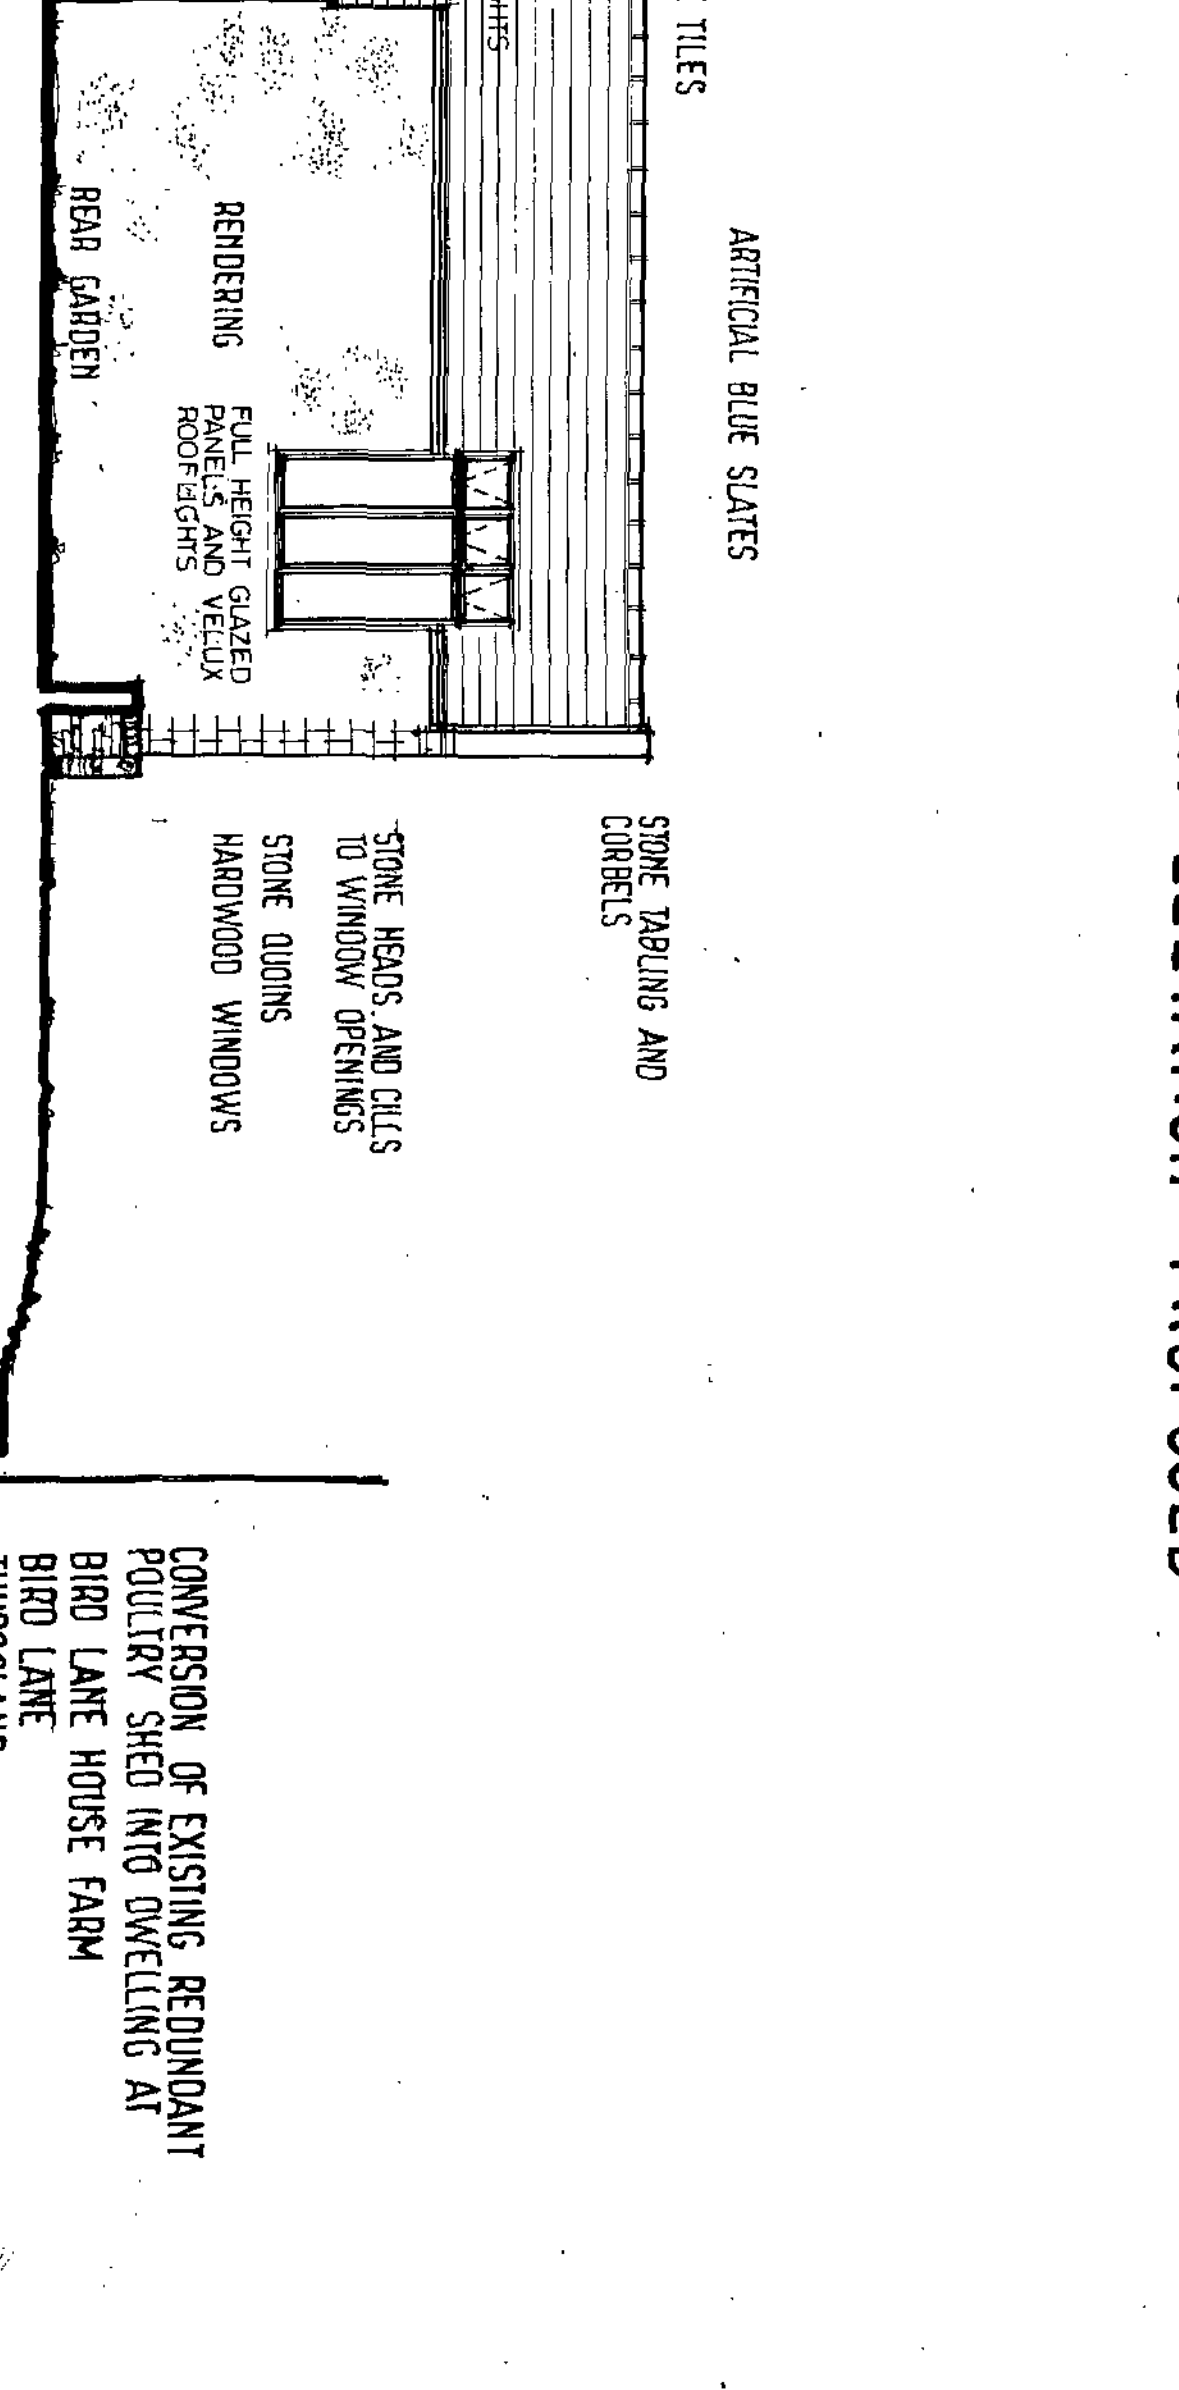 TILES
ARTIFICIAL BLUE SLATES
STONE TABLING AND
CORBELS
STONE HEADS AND CILLS
TO WINDOW OPENINGS
STONE QUOINS
HARDWOOD WINDOWS
RENDERING
FULL HEIGHT GLAZED
PANELS AND VELUX
ROOFLIGHTS
REAR GARDEN
CONVERSION OF EXISTING REDUNDANT
POULTRY SHED INTO DWELLING AT
BIRD LANE HOUSE FARM
BIRD LANE